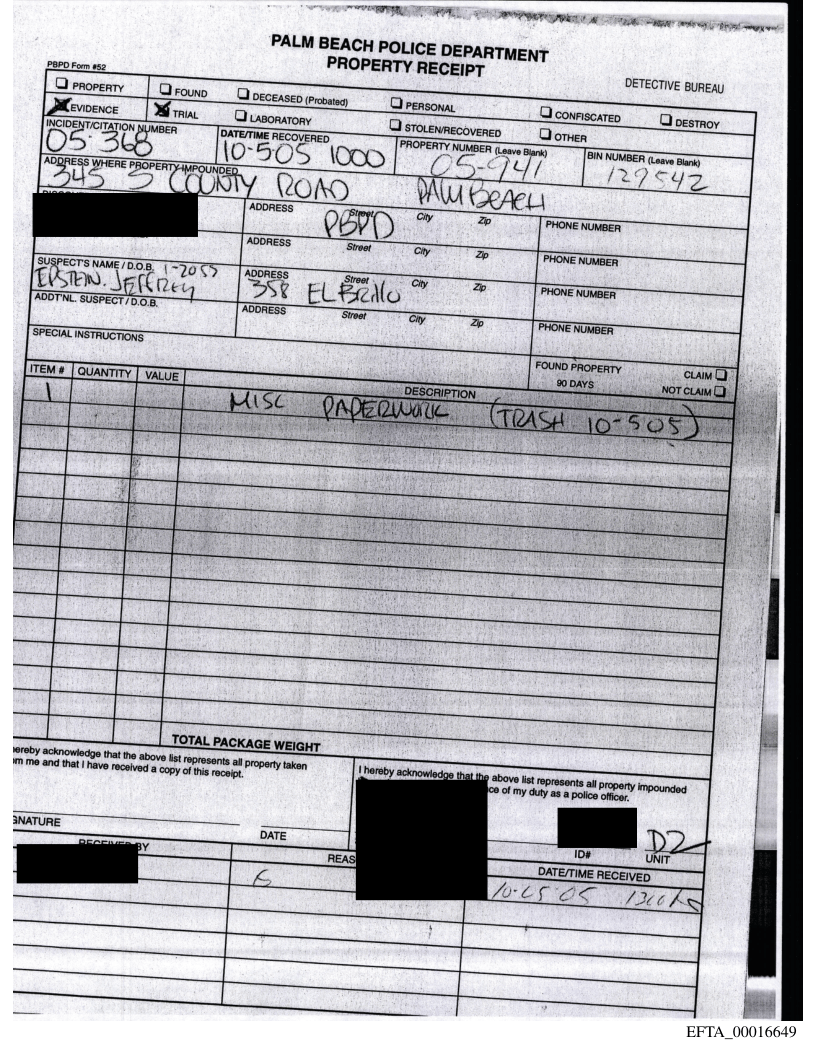 PALM BEACH POLICE DEPARTMENT
PROPERTY RECEIPT
PBPD Form #52
DETECTIVE BUREAU
PROPERTY FOUND DECEASED (Probated) PERSONAL CONFISCATED DESTROY
EVIDENCE TRIAL LABORATORY STOLEN/RECOVERED OTHER
INCIDENT/CITATION NUMBER DATE/TIME RECOVERED PROPERTY NUMBER (Leave Blank) BIN NUMBER (Leave Blank)
05-368 10-505 1000 05-941 129542
ADDRESS WHERE PROPERTY IMPOUNDED
345 S COUNTY ROAD PALM BEACH
ADDRESS Street City Zip PHONE NUMBER
PBPD
ADDRESS Street City Zip PHONE NUMBER
SUSPECT'S NAME / D.O.B. 1-2053 ADDRESS Street City Zip PHONE NUMBER
EPSTEIN. JEFFREY 358 EL Brillo
ADDT'NL. SUSPECT / D.O.B. ADDRESS Street City Zip PHONE NUMBER
SPECIAL INSTRUCTIONS
FOUND PROPERTY CLAIM
90 DAYS NOT CLAIM
ITEM # QUANTITY VALUE DESCRIPTION
1 MISC PAPERWORK (TRASH 10-505)
TOTAL PACKAGE WEIGHT
ereby acknowledge that the above list represents all property taken
om me and that I have received a copy of this receipt.
I hereby acknowledge that the above list represents all property impounded
ce of my duty as a police officer.
GNATURE DATE ID# UNIT
D2
RECEIVED BY REAS DATE/TIME RECEIVED
10-05-05
EFTA_00016649